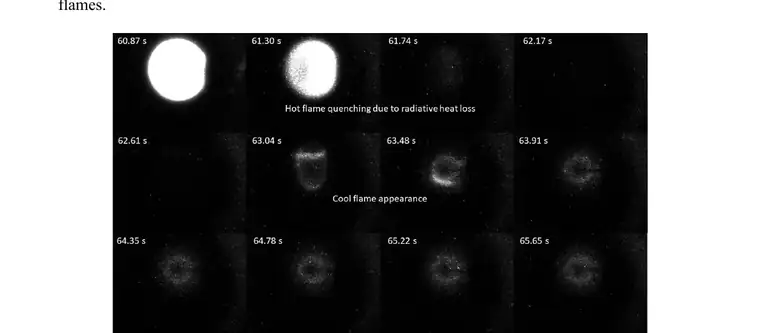 flames.
60.87 s 61.30 s 61.74 s 62.17 s
Hot flame quenching due to radiative heat loss
62.61 s 63.04 s 63.48 s 63.91 s
Cool flame appearance
64.35 s 64.78 s 65.22 s 65.65 s